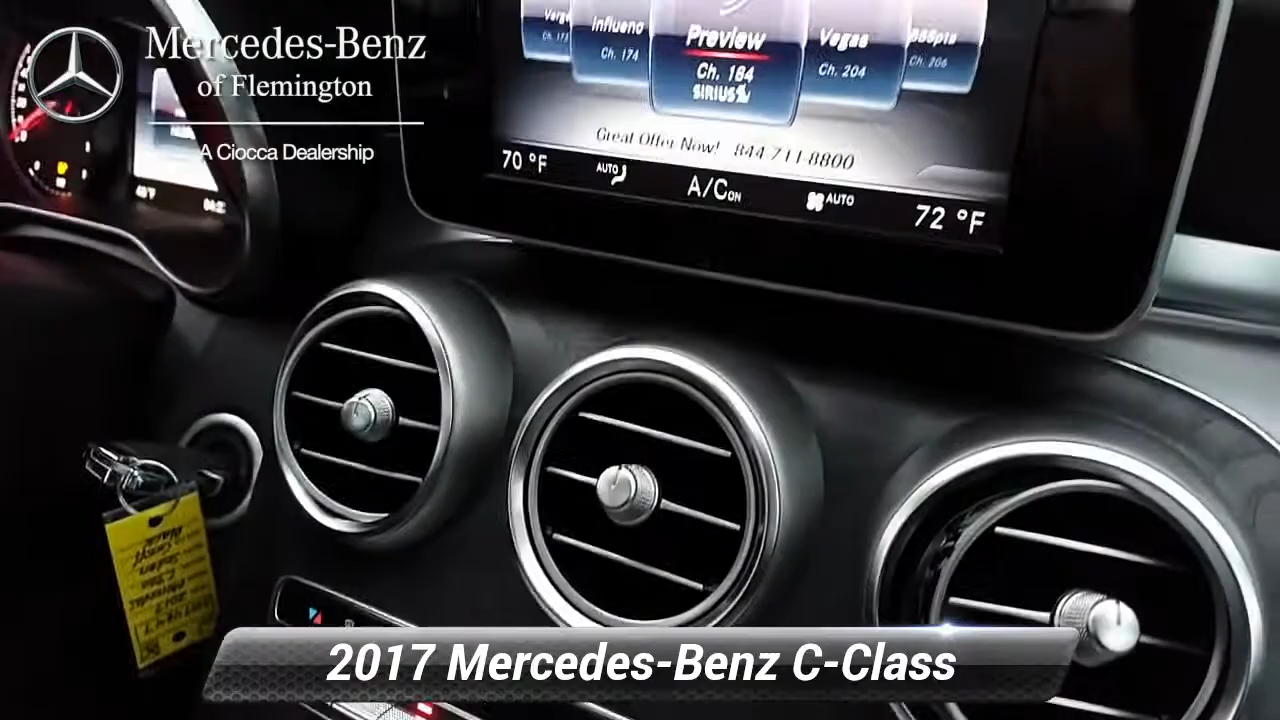 Mercedes-Benz
of Flemington
A Ciocca Dealership
Influeno
Ch. 174
Preview
Ch. 184
SIRIUS
Vegas
Ch. 204
Ch. 206
Great Offer Now! 844 711-8800
70 °F
AUTO
A/C ON
AUTO
72 °F
2017 Mercedes-Benz C-Class